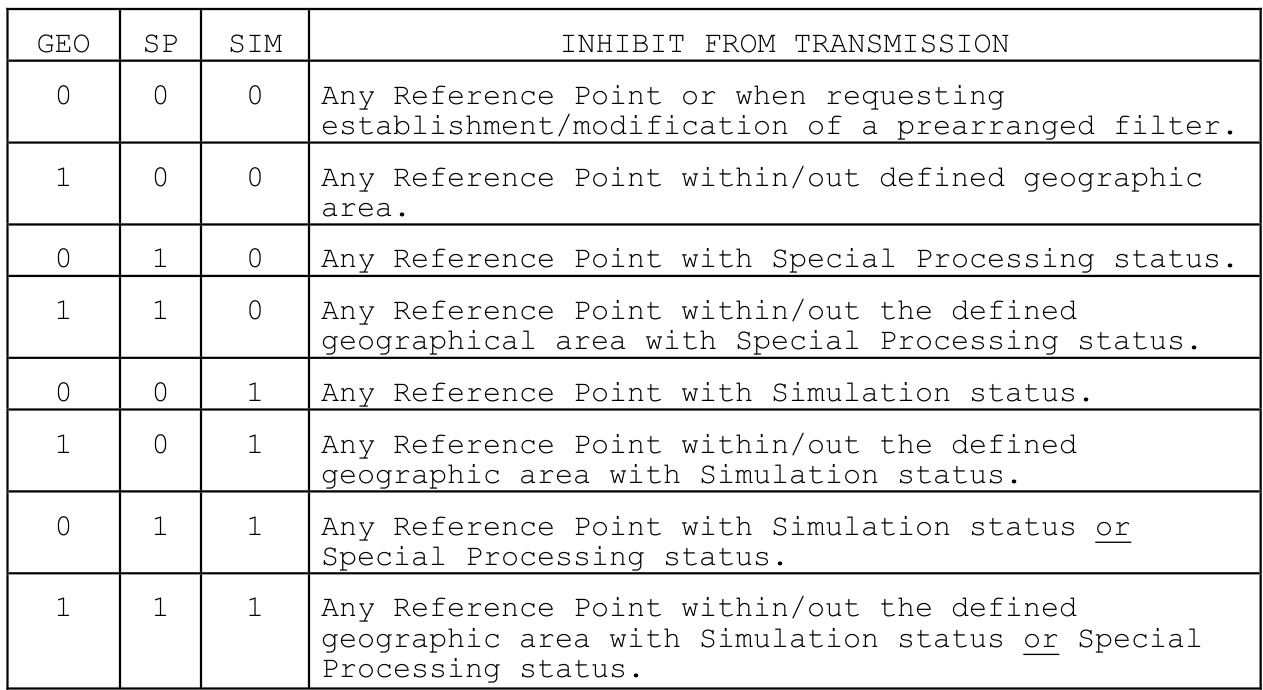 GEO SP SIM INHIBIT FROM TRANSMISSION
0 0 0 Any Reference Point or when requesting
establishment/modification of a prearranged filter.
1 0 0 Any Reference Point within/out defined geographic
area.
0 1 0 Any Reference Point with Special Processing status.
1 1 0 Any Reference Point within/out the defined
geographical area with Special Processing status.
0 0 1 Any Reference Point with Simulation status.
1 0 1 Any Reference Point within/out the defined
geographic area with Simulation status.
0 1 1 Any Reference Point with Simulation status or
Special Processing status.
1 1 1 Any Reference Point within/out the defined
geographic area with Simulation status or Special
Processing status.